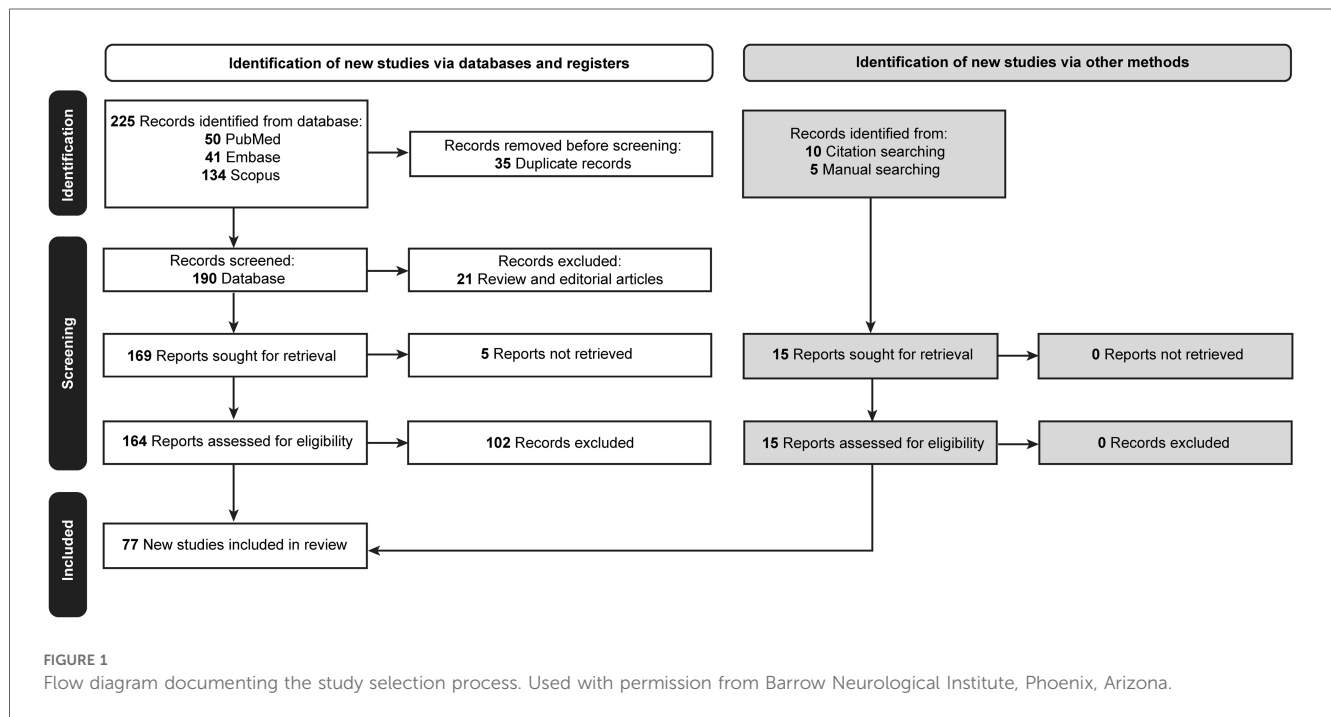 Identification of new studies via databases and registers
Identification of new studies via other methods
Identification
225 Records identified from database:
50 PubMed
41 Embase
134 Scopus
Records removed before screening:
35 Duplicate records
Records identified from:
10 Citation searching
5 Manual searching
Screening
Records screened:
190 Database
Records excluded:
21 Review and editorial articles
169 Reports sought for retrieval
5 Reports not retrieved
15 Reports sought for retrieval
0 Reports not retrieved
164 Reports assessed for eligibility
102 Records excluded
15 Reports assessed for eligibility
0 Records excluded
Included
77 New studies included in review
FIGURE 1
Flow diagram documenting the study selection process. Used with permission from Barrow Neurological Institute, Phoenix, Arizona.